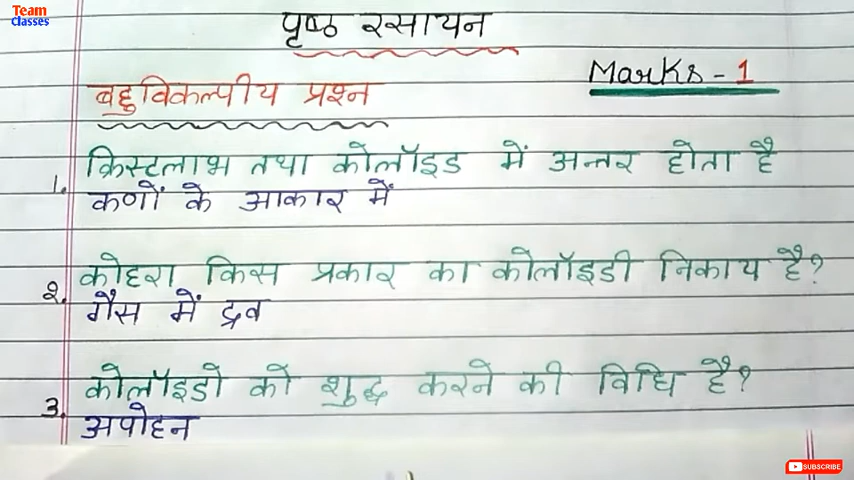 Team
Classes
पृष्ठ रसायन
Marks - 1
बहुविकल्पीय प्रश्न
1. क्रिस्टलाभ तथा कोलॉइड में अन्तर होता है
कणों के आकार में
2. कोहरा किस प्रकार का कोलॉइडी निकाय है?
गैस में द्रव
3. कोलॉइडो को शुद्ध करने की विधि है?
अपोहन
SUBSCRIBE